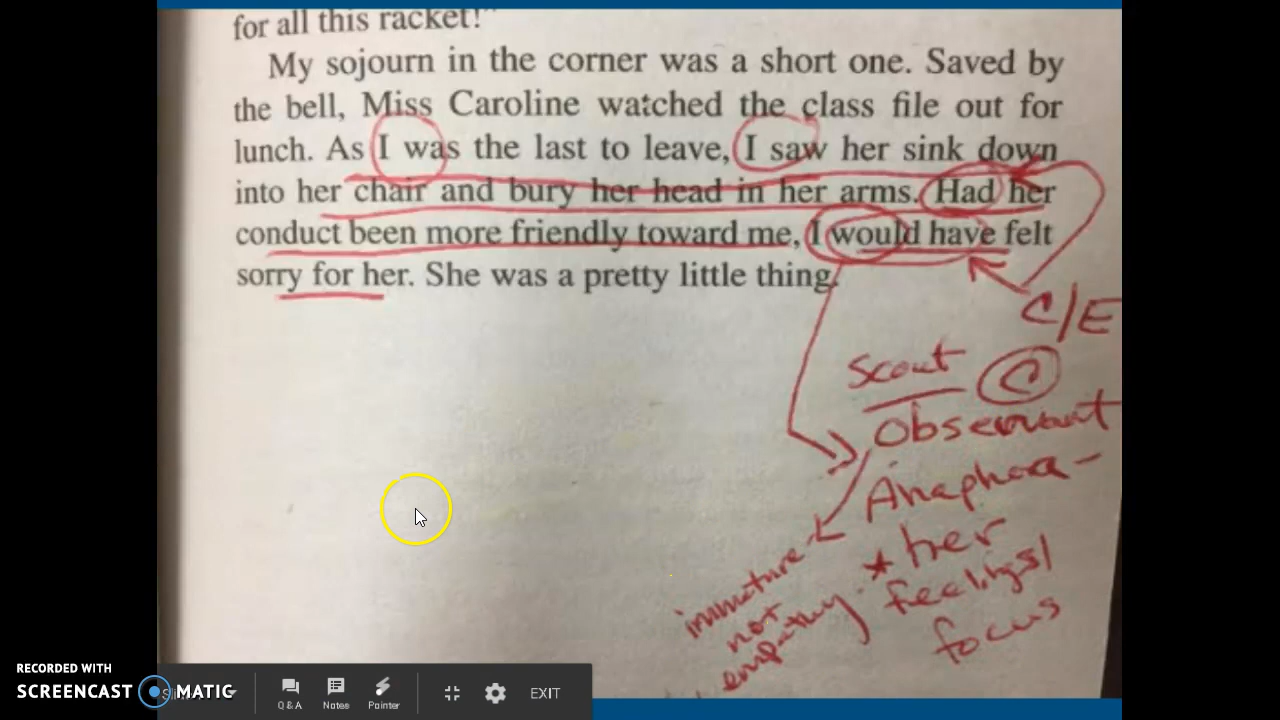 for all this racket!"
My sojourn in the corner was a short one. Saved by
the bell, Miss Caroline watched the class file out for
lunch. As I was the last to leave, I saw her sink down
into her chair and bury her head in her arms. Had her
conduct been more friendly toward me, I would have felt
sorry for her. She was a pretty little thing.
C/E
Scout C
Observant
Anaphora -
* her
feelings/
focus
immature
not
empathy.
RECORDED WITH
SCREENCAST MATIC
Q & A
Notes
Pointer
EXIT